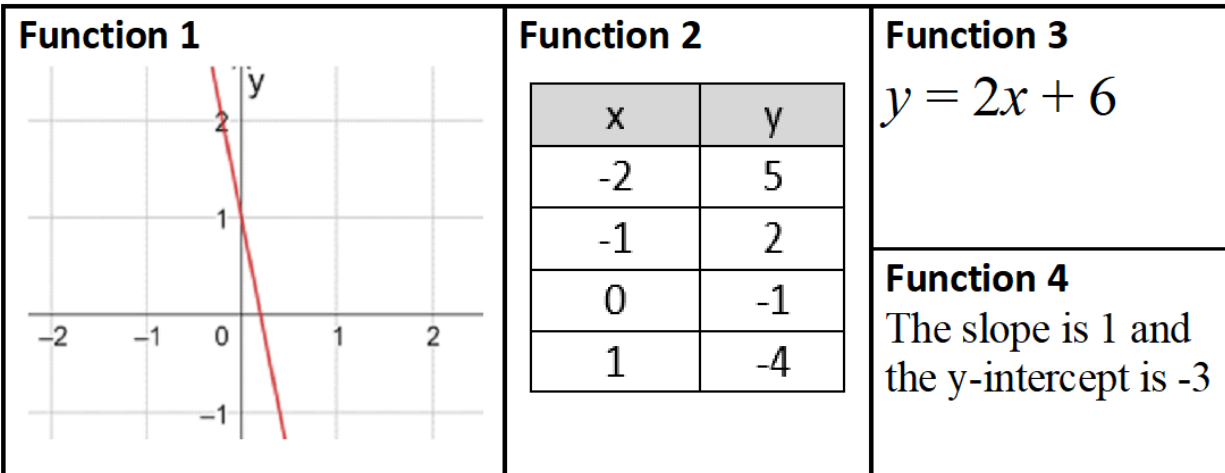 Function 1
y
2
1
-2 -1 0 1 2
-1
Function 2
x y
-2 5
-1 2
0 -1
1 -4
Function 3
y = 2x + 6
Function 4
The slope is 1 and
the y-intercept is -3